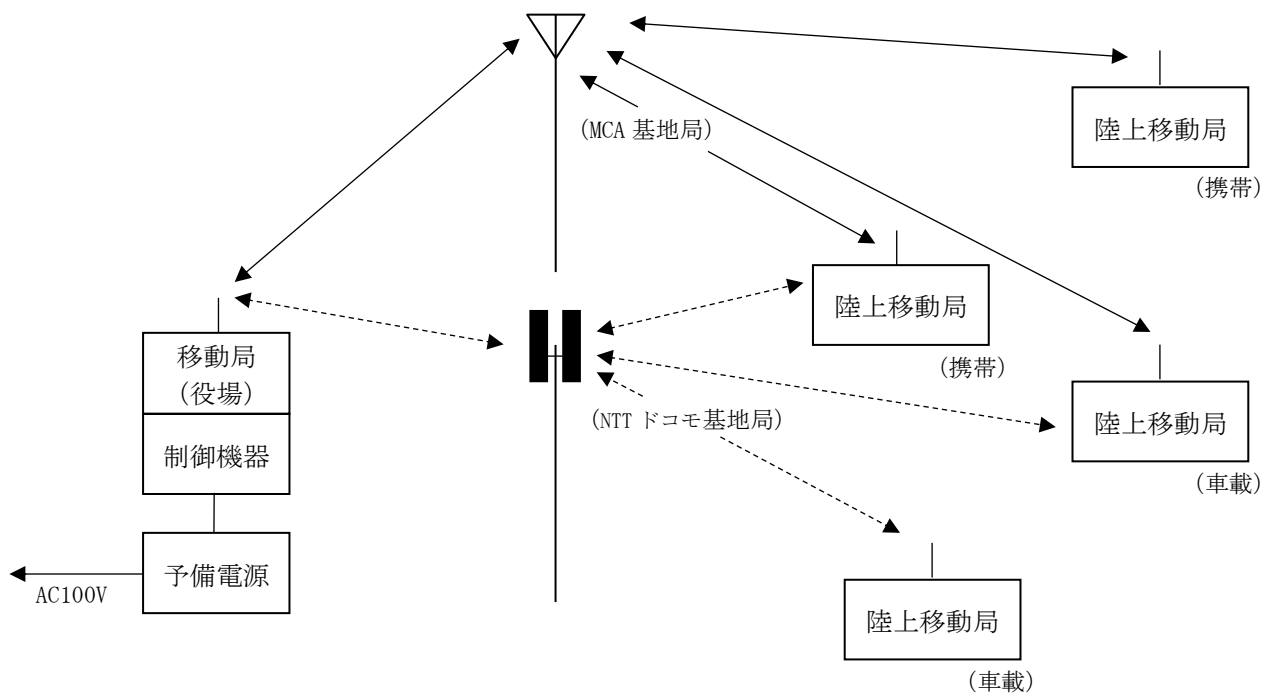 (MCA 基地局)
陸上移動局
(携帯)
陸上移動局
(携帯)
移動局
(役場)
制御機器
予備電源
AC100V
(NTT ドコモ基地局)
陸上移動局
(車載)
陸上移動局
(車載)